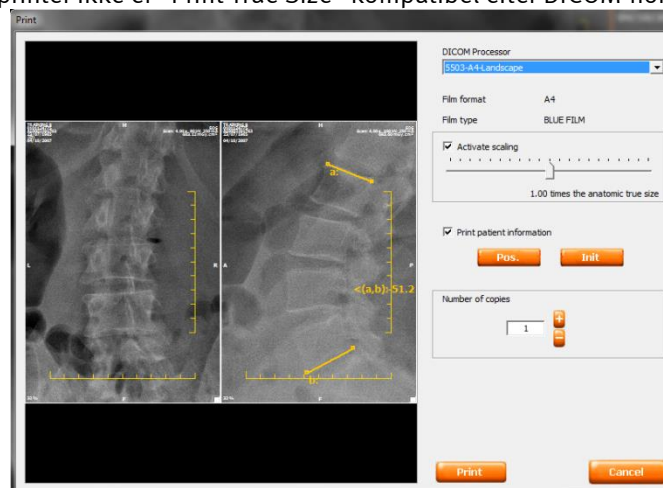 printer ikke er "Print True Size" kompatibel efter DICOM
Print
DICOM Processor
5503-A4-Landscape
Film format A4
Film type BLUE FILM
Activate scaling
1.00 times the anatomic true size
Print patient information
Pos. Init
Number of copies
1
H
H
L
R
A
P
a:
<(a,b):-51.2
b:
F
F
Print Cancel